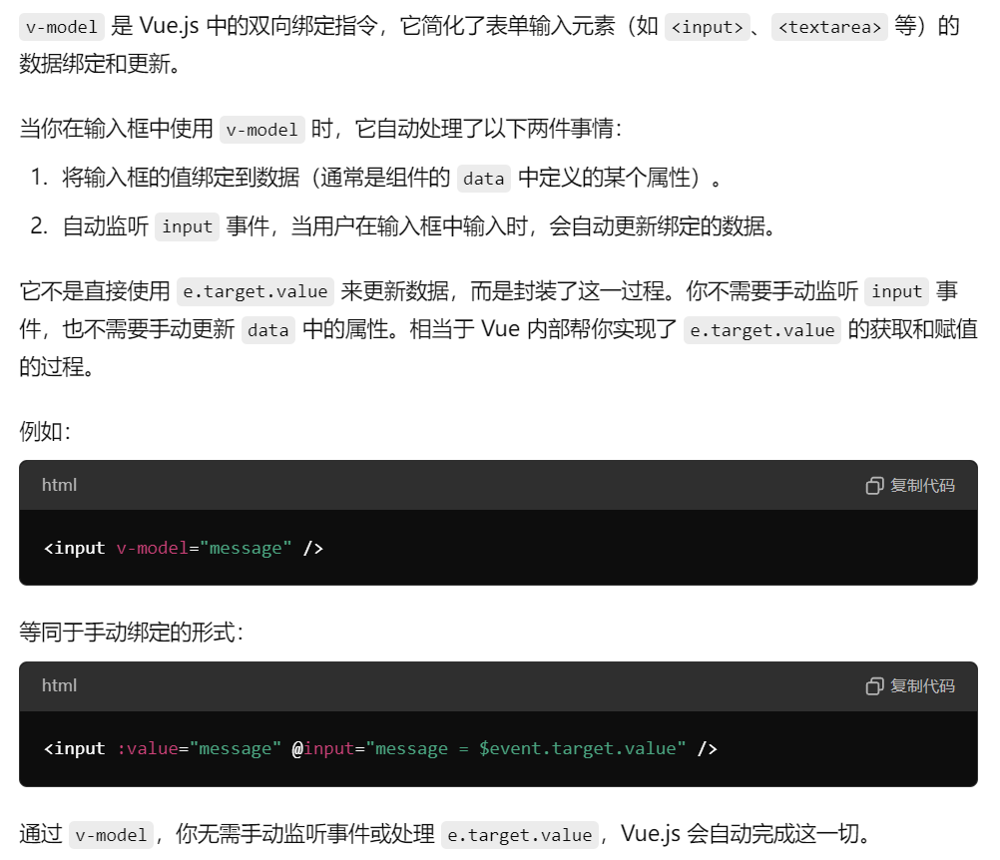 v-model 是 Vue.js 中的双向绑定指令，它简化了表单输入元素（如 <input>、<textarea> 等）的
数据绑定和更新。
当你在输入框中使用 v-model 时，它自动处理了以下两件事情：
1. 将输入框的值绑定到数据（通常是组件的 data 中定义的某个属性）。
2. 自动监听 input 事件，当用户在输入框中输入时，会自动更新绑定的数据。
它不是直接使用 e.target.value 来更新数据，而是封装了这一过程。你不需要手动监听 input 事
件，也不需要手动更新 data 中的属性。相当于 Vue 内部帮你实现了 e.target.value 的获取和赋值
的过程。
例如：
html 复制代码
<input v-model="message" />
等同于手动绑定的形式：
html 复制代码
<input :value="message" @input="message = $event.target.value" />
通过 v-model，你无需手动监听事件或处理 e.target.value，Vue.js 会自动完成这一切。